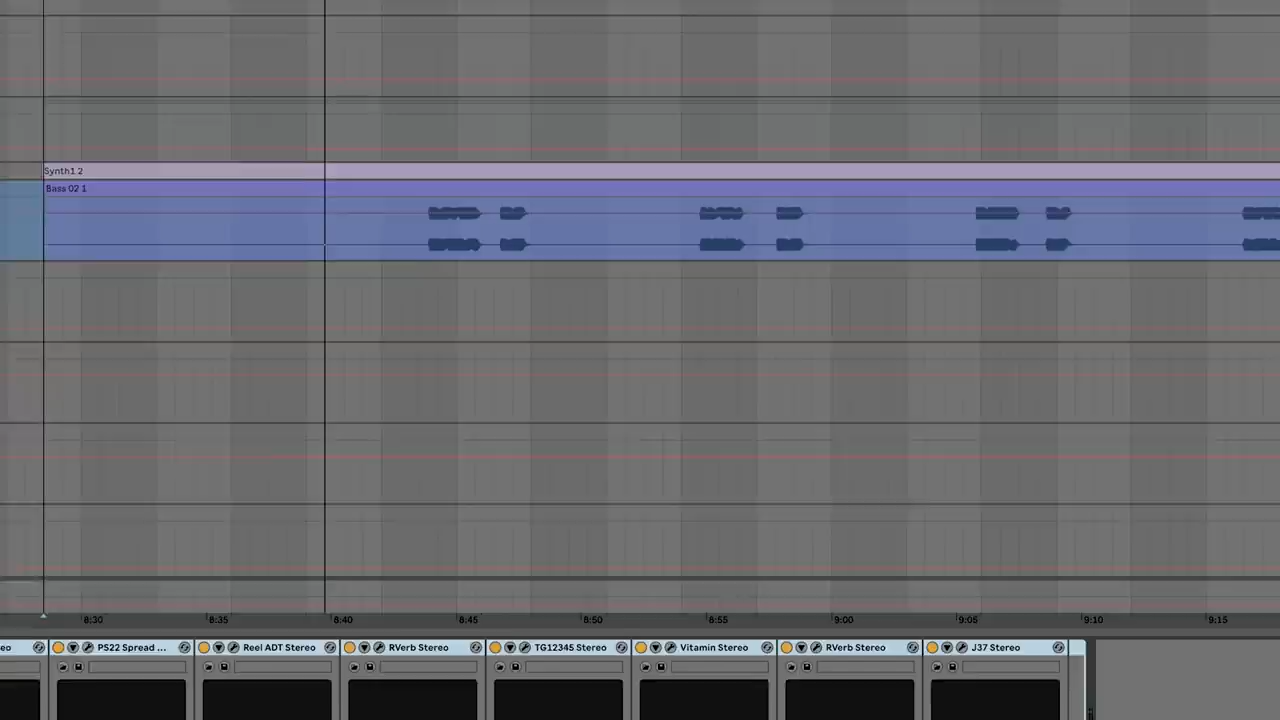 Synth1 2
Bass 02 1
8:30 8:35 8:40 8:45 8:50 8:55 9:00 9:05 9:10 9:15
eo PS22 Spread ... Reel ADT Stereo RVerb Stereo TG12345 Stereo Vitamin Stereo RVerb Stereo J37 Stereo